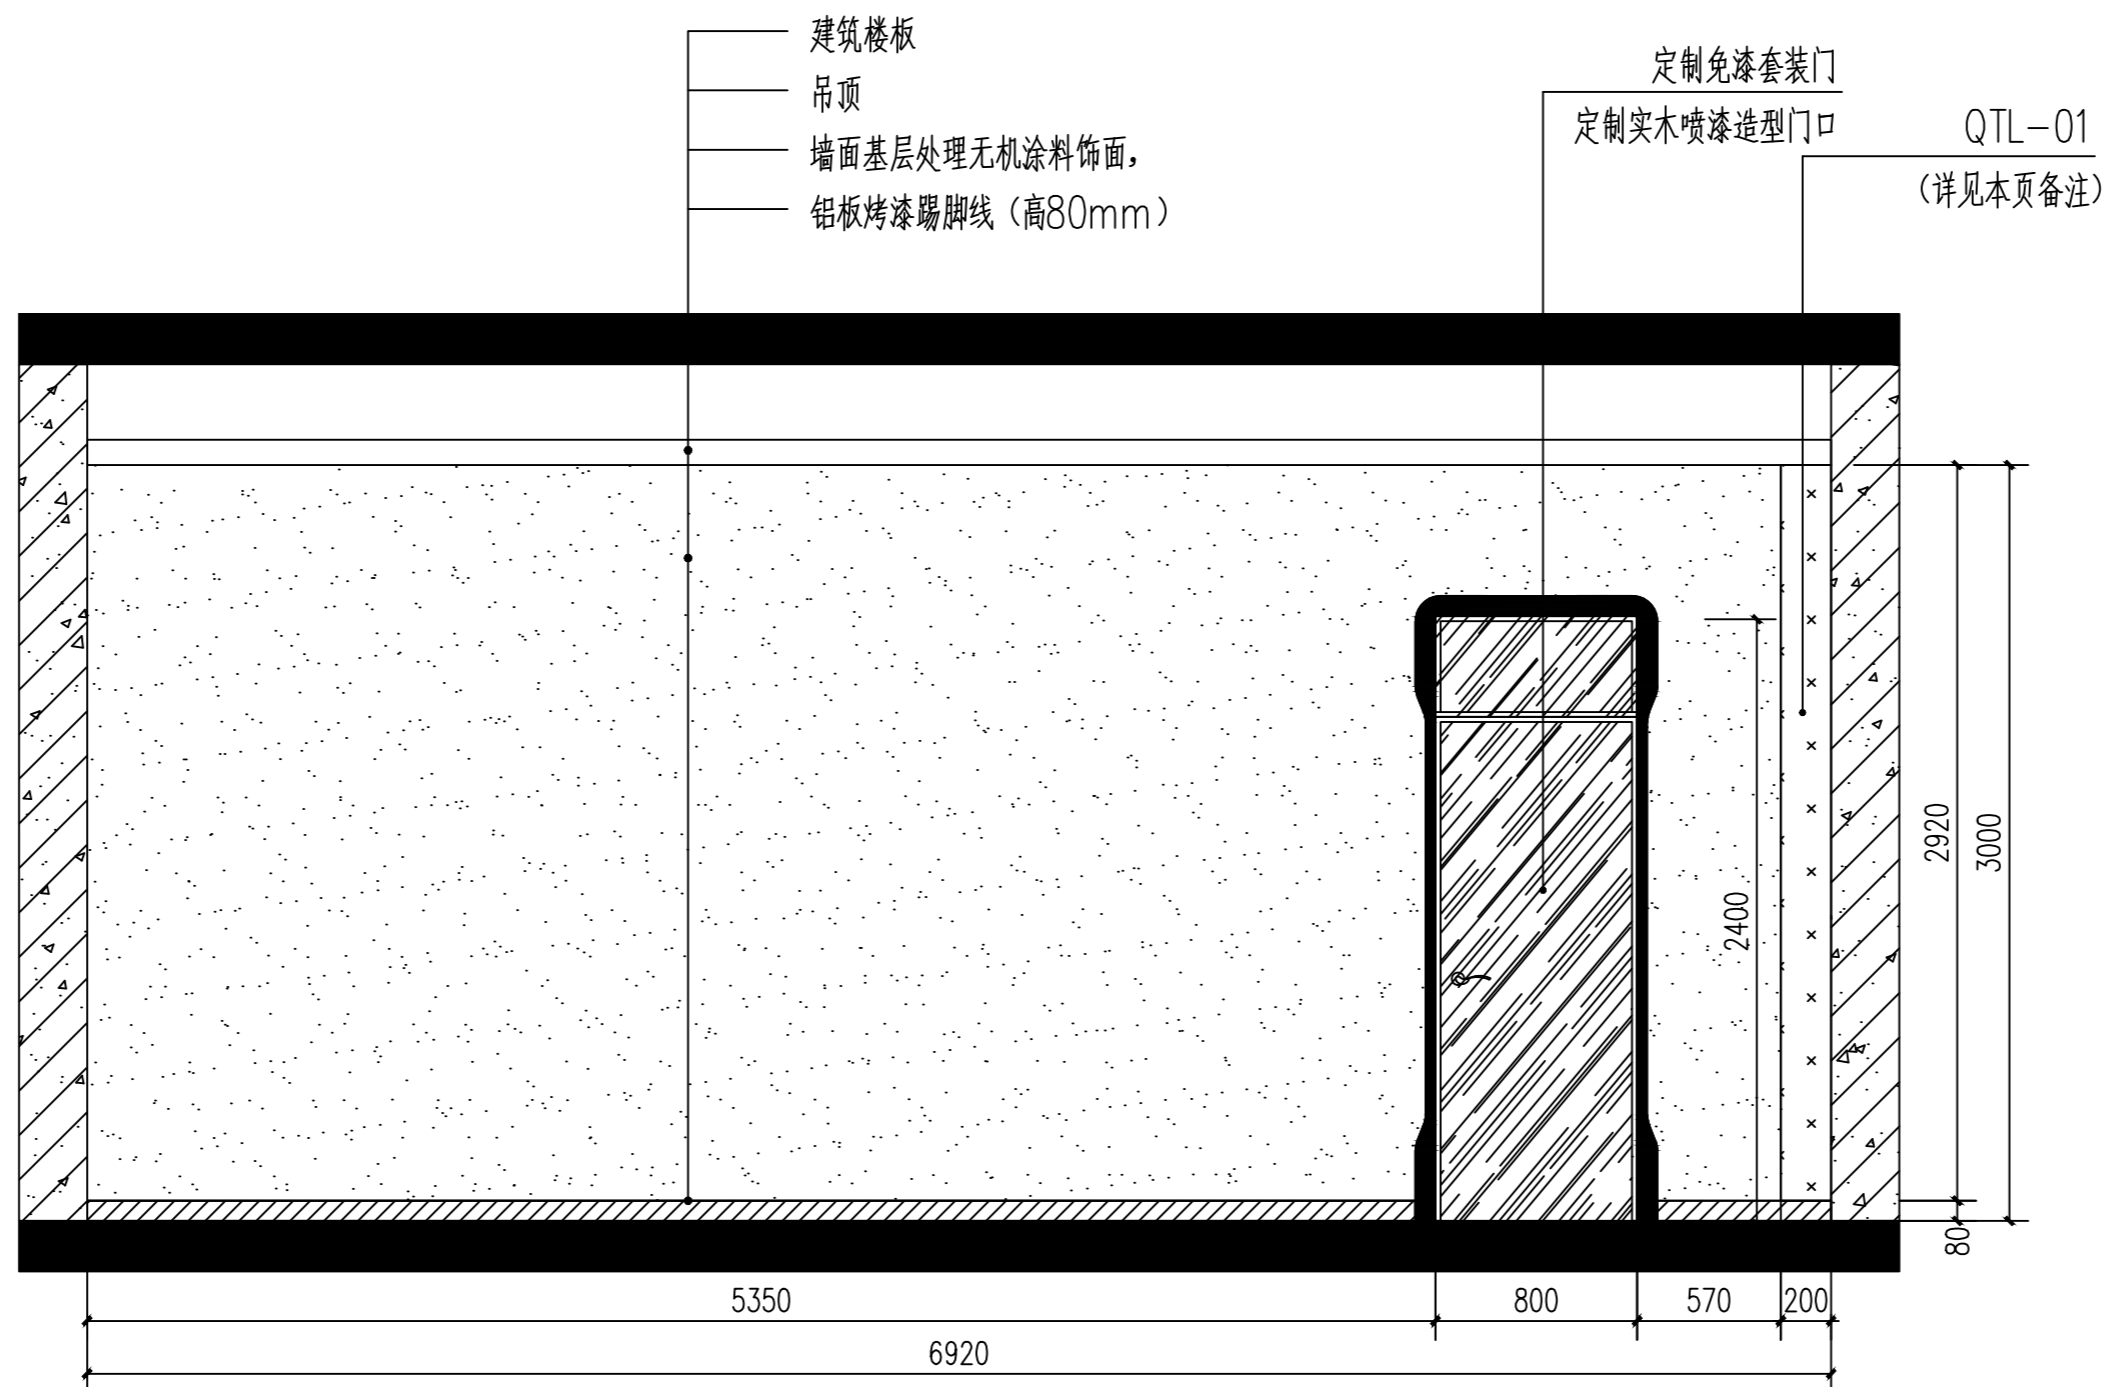 建筑楼板
吊顶
墙面基层处理无机涂料饰面,
铝板烤漆踢脚线（高80mm）
定制免漆套装门
定制实木喷漆造型门口
QTL-01
（详见本页备注）
2400
2920
3000
80
5350
800
570
200
6920